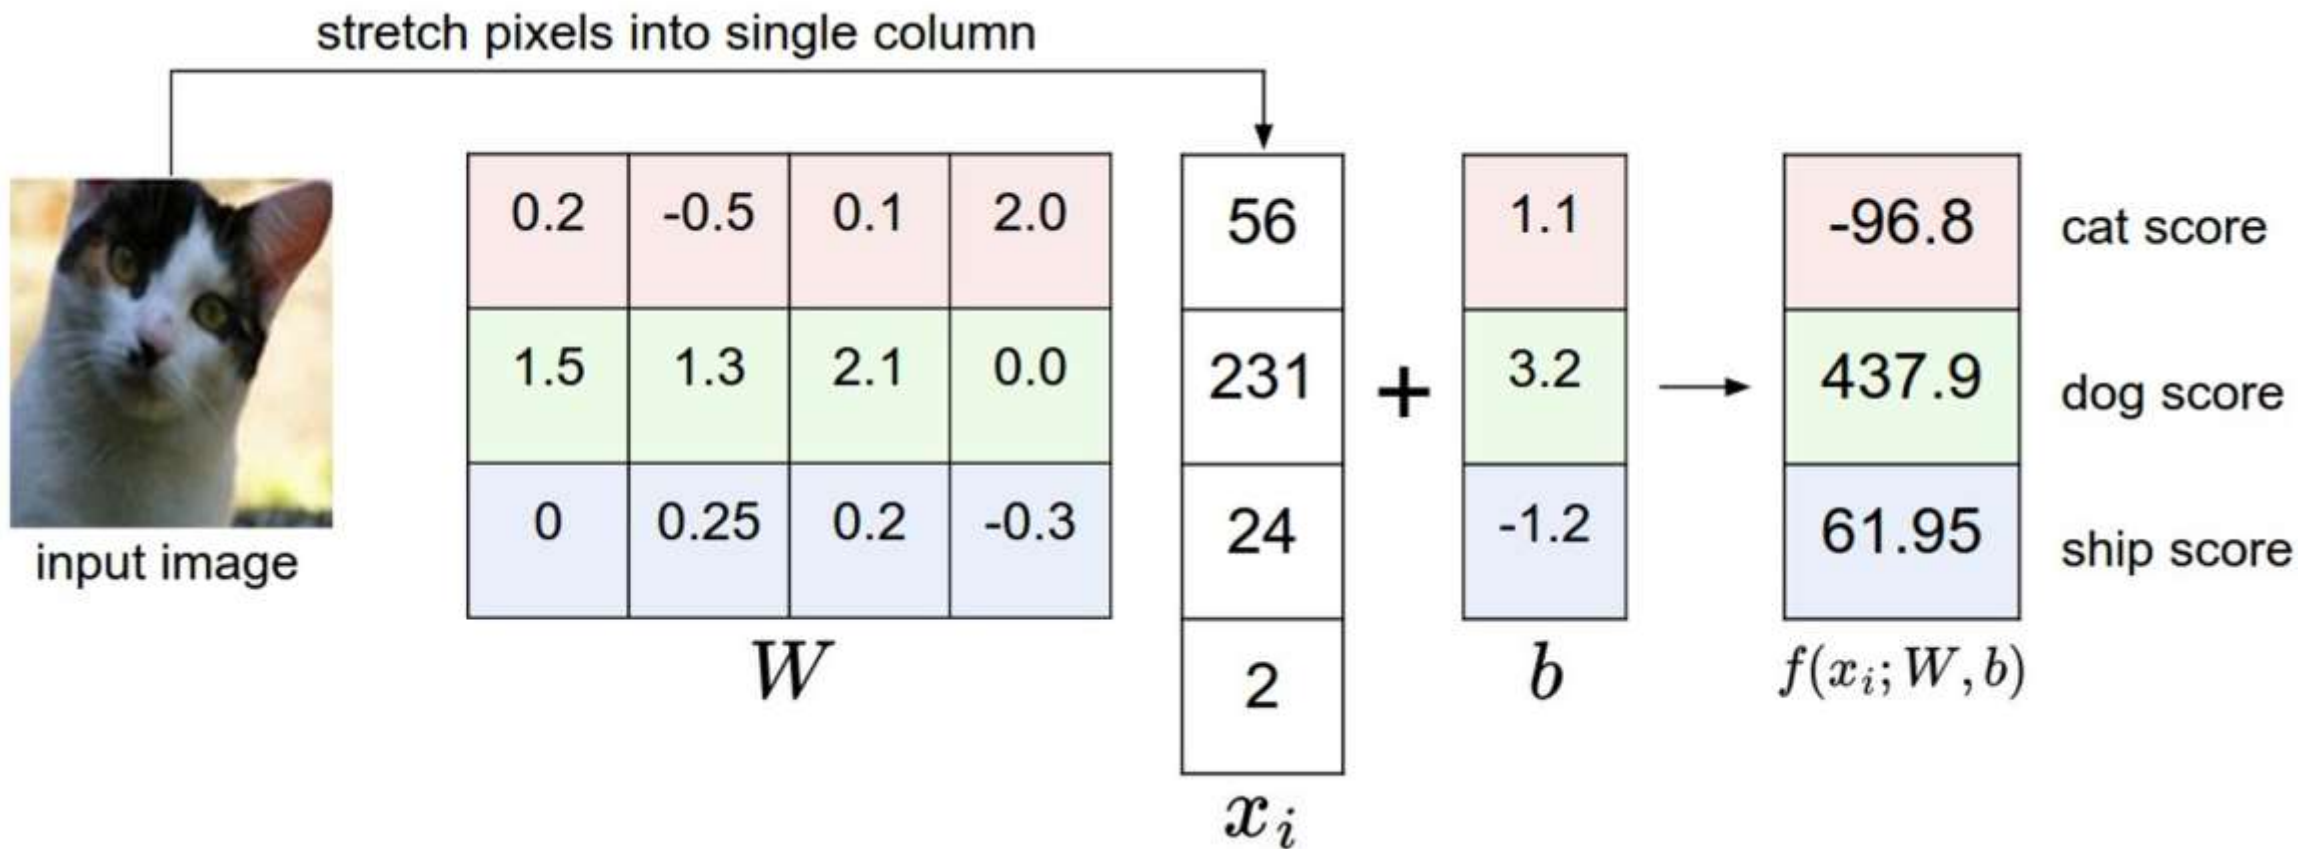 stretch pixels into single column
0.2 -0.5 0.1 2.0 56 1.1 -96.8 cat score
1.5 1.3 2.1 0.0 231 + 3.2 437.9 dog score
0 0.25 0.2 -0.3 24 -1.2 61.95 ship score
input image
W 2 b f(x_i; W, b)
x_i